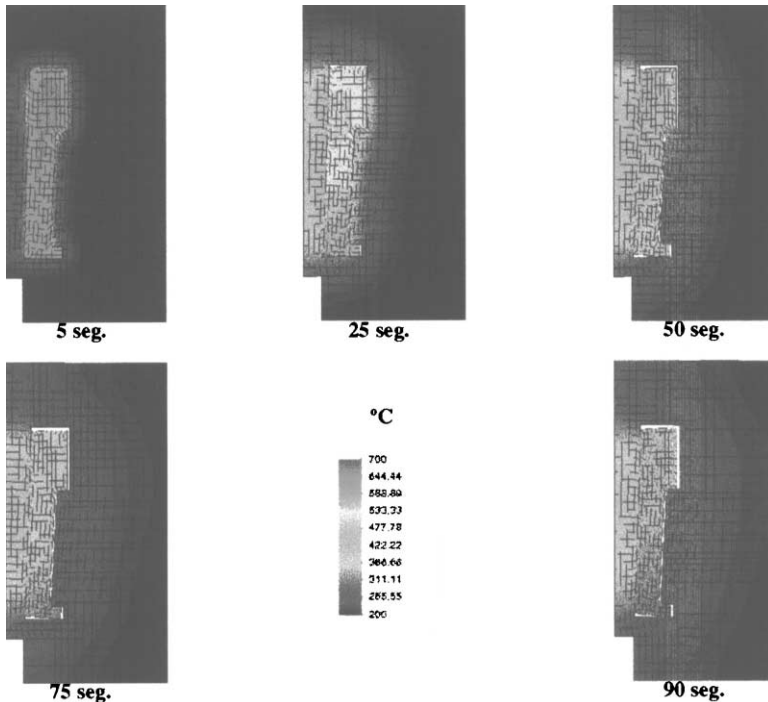 5 seg.
25 seg.
50 seg.
ºC
700
644.44
588.89
533.33
477.78
422.22
366.66
311.11
255.55
200
75 seg.
90 seg.